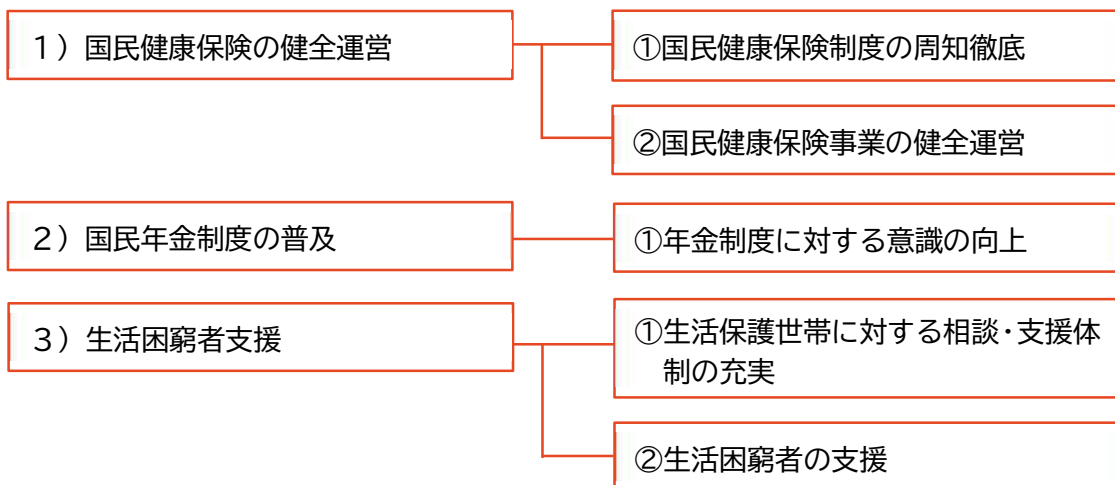 1）国民健康保険の健全運営
①国民健康保険制度の周知徹底
②国民健康保険事業の健全運営
2）国民年金制度の普及
①年金制度に対する意識の向上
3）生活困窮者支援
①生活保護世帯に対する相談・支援体
制の充実
②生活困窮者の支援